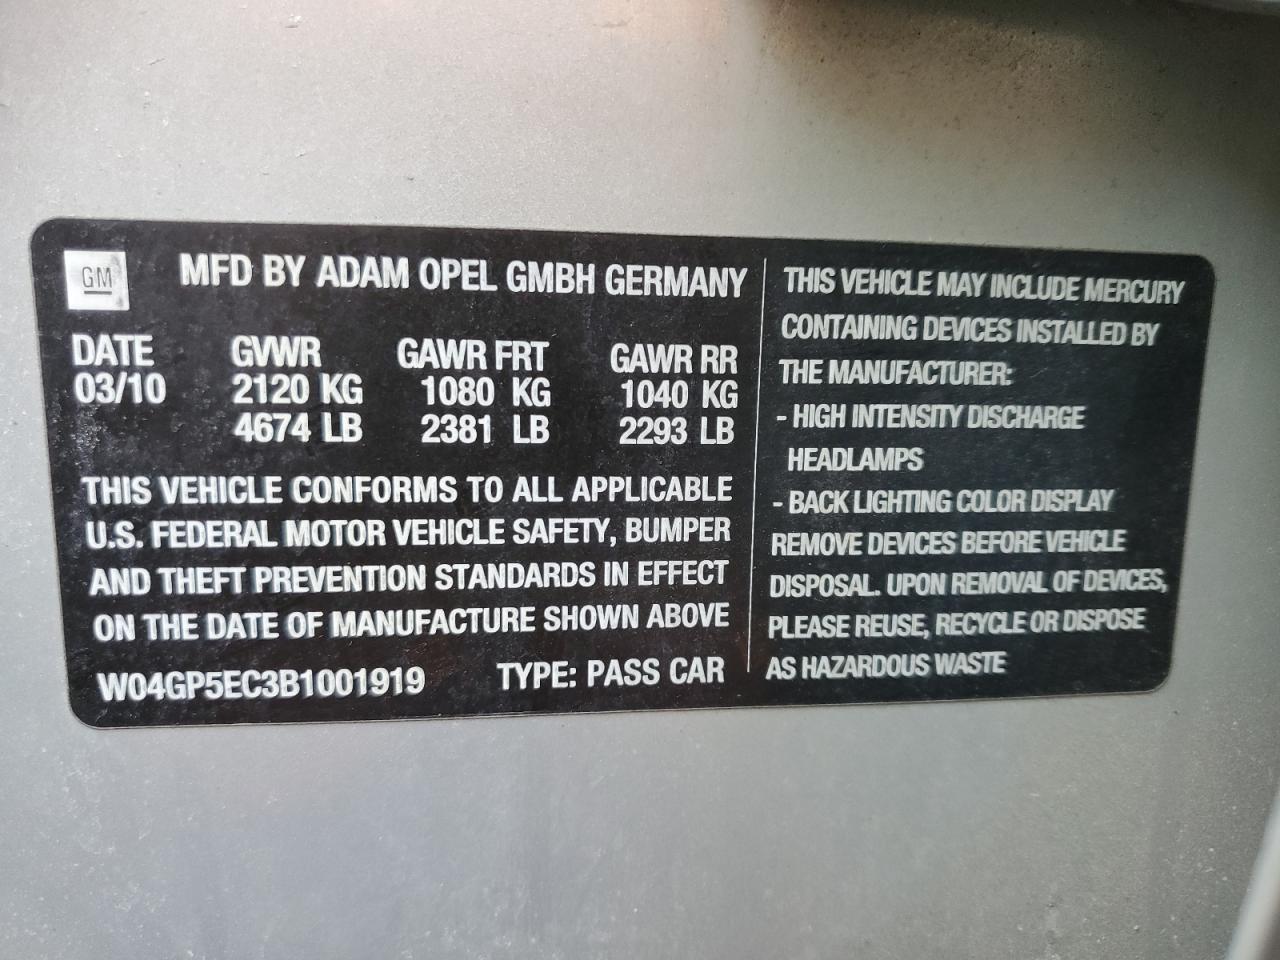 GM
MFD BY ADAM OPEL GMBH GERMANY
DATE GVWR GAWR FRT GAWR RR
03/10 2120 KG 1080 KG 1040 KG
4674 LB 2381 LB 2293 LB
THIS VEHICLE CONFORMS TO ALL APPLICABLE
U.S. FEDERAL MOTOR VEHICLE SAFETY, BUMPER
AND THEFT PREVENTION STANDARDS IN EFFECT
ON THE DATE OF MANUFACTURE SHOWN ABOVE
W04GP5EC3B1001919 TYPE: PASS CAR
THIS VEHICLE MAY INCLUDE MERCURY
CONTAINING DEVICES INSTALLED BY
THE MANUFACTURER:
- HIGH INTENSITY DISCHARGE
HEADLAMPS
- BACK LIGHTING COLOR DISPLAY
REMOVE DEVICES BEFORE VEHICLE
DISPOSAL. UPON REMOVAL OF DEVICES,
PLEASE REUSE, RECYCLE OR DISPOSE
AS HAZARDOUS WASTE